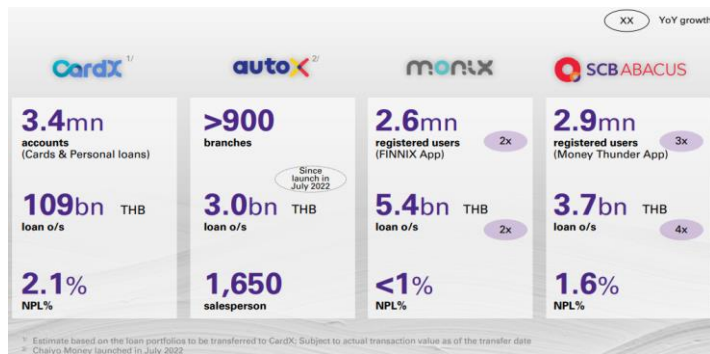 XX YoY growth
CardX 1/
autoX 2/
monix
SCB ABACUS
3.4mn
accounts
(Cards & Personal loans)
109bn THB
loan o/s
2.1%
NPL%
>900
branches
Since
launch in
July 2022
3.0bn THB
loan o/s
1,650
salesperson
2.6mn
registered users 2x
(FINNIX App)
5.4bn THB
loan o/s 2x
<1%
NPL%
2.9mn
registered users 3x
(Money Thunder App)
3.7bn THB
loan o/s 4x
1.6%
NPL%
1/ Estimate based on the loan portfolios to be transferred to CardX; Subject to actual transaction value as of the transfer date
2/ Chaiyo Money launched in July 2022